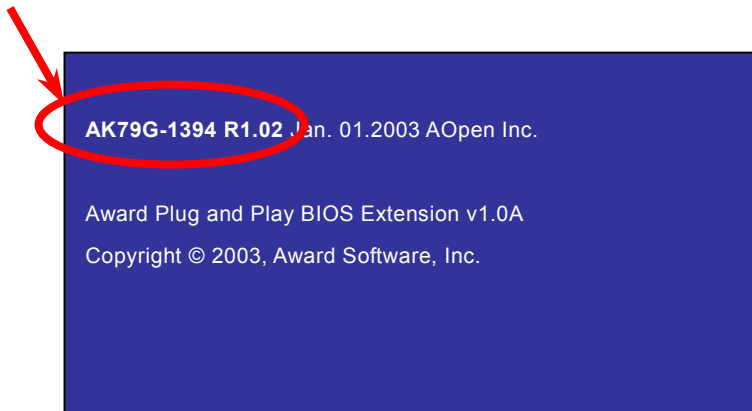 AK79G-1394 R1.02 Jan. 01.2003 AOpen Inc.
Award Plug and Play BIOS Extension v1.0A
Copyright © 2003, Award Software, Inc.